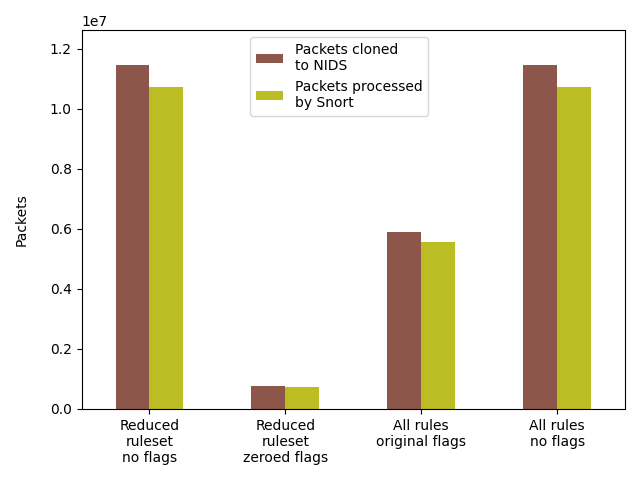 1e7
1.2
1.0
0.8
0.6
0.4
0.2
0.0
Packets
Packets cloned
to NIDS
Packets processed
by Snort
Reduced
ruleset
no flags
Reduced
ruleset
zeroed flags
All rules
original flags
All rules
no flags